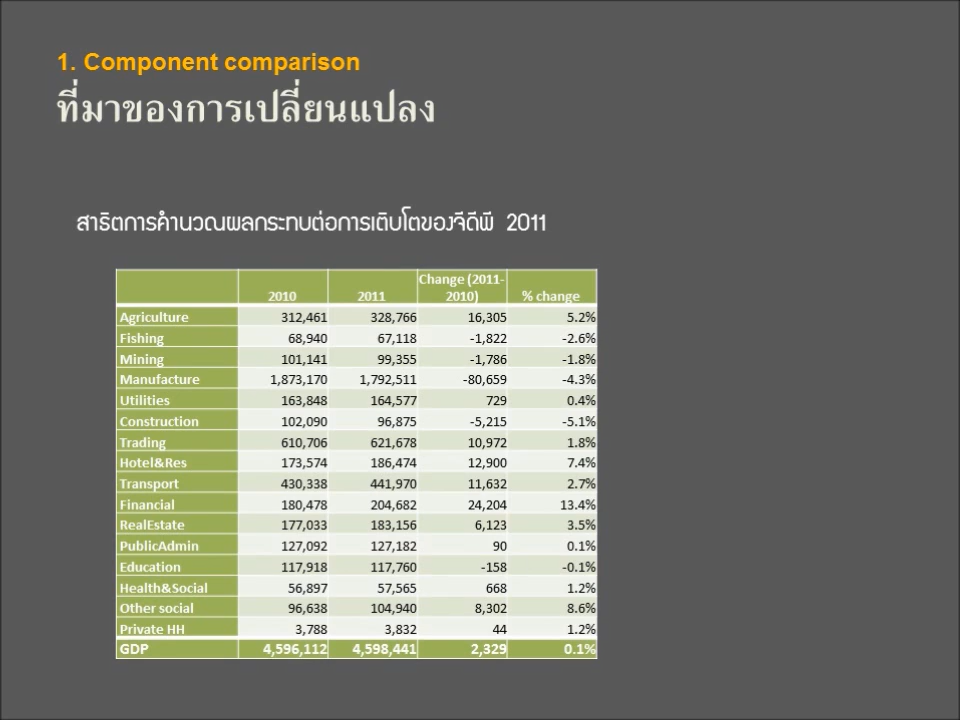 1. Component comparison
ที่มาของการเปลี่ยนแปลง
สาธิตการคำนวณผลกระทบต่อการเติบโตของจีดีพี 2011
2010 2011 Change (2011-2010) % change
Agriculture 312,461 328,766 16,305 5.2%
Fishing 68,940 67,118 -1,822 -2.6%
Mining 101,141 99,355 -1,786 -1.8%
Manufacture 1,873,170 1,792,511 -80,659 -4.3%
Utilities 163,848 164,577 729 0.4%
Construction 102,090 96,875 -5,215 -5.1%
Trading 610,706 621,678 10,972 1.8%
Hotel&Res 173,574 186,474 12,900 7.4%
Transport 430,338 441,970 11,632 2.7%
Financial 180,478 204,682 24,204 13.4%
RealEstate 177,033 183,156 6,123 3.5%
PublicAdmin 127,092 127,182 90 0.1%
Education 117,918 117,760 -158 -0.1%
Health&Social 56,897 57,565 668 1.2%
Other social 96,638 104,940 8,302 8.6%
Private HH 3,788 3,832 44 1.2%
GDP 4,596,112 4,598,441 2,329 0.1%